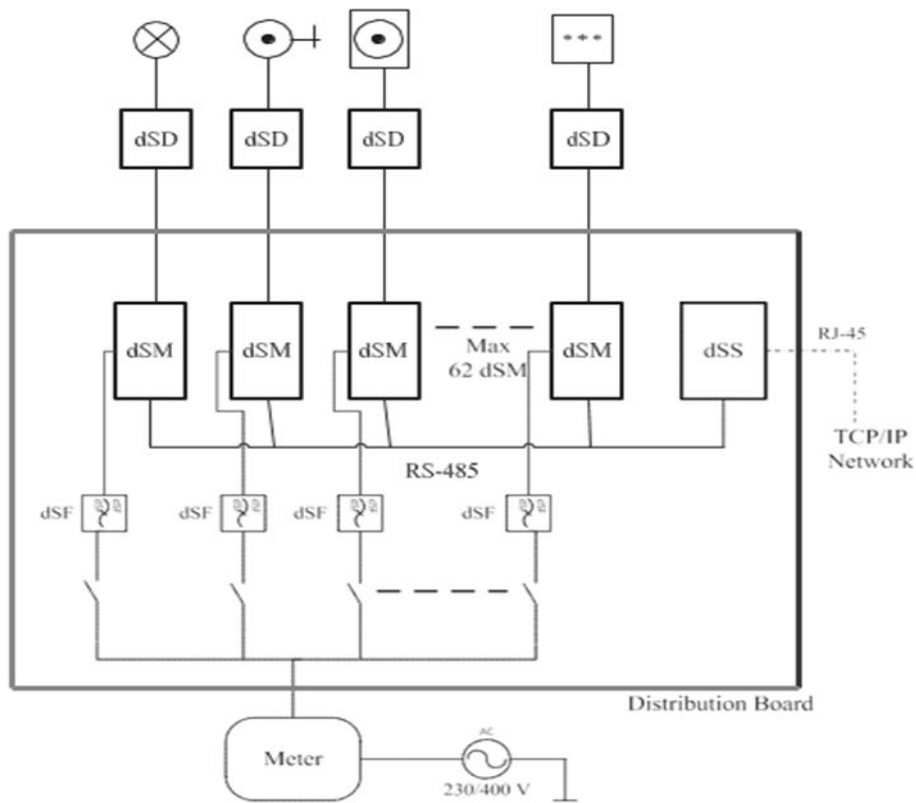 dSD
dSD
dSD
dSD
dSM
dSM
dSM
Max
62 dSM
dSM
dSS
RJ-45
TCP/IP
Network
RS-485
dSF
dSF
dSF
dSF
Distribution Board
Meter
AC
230/400 V